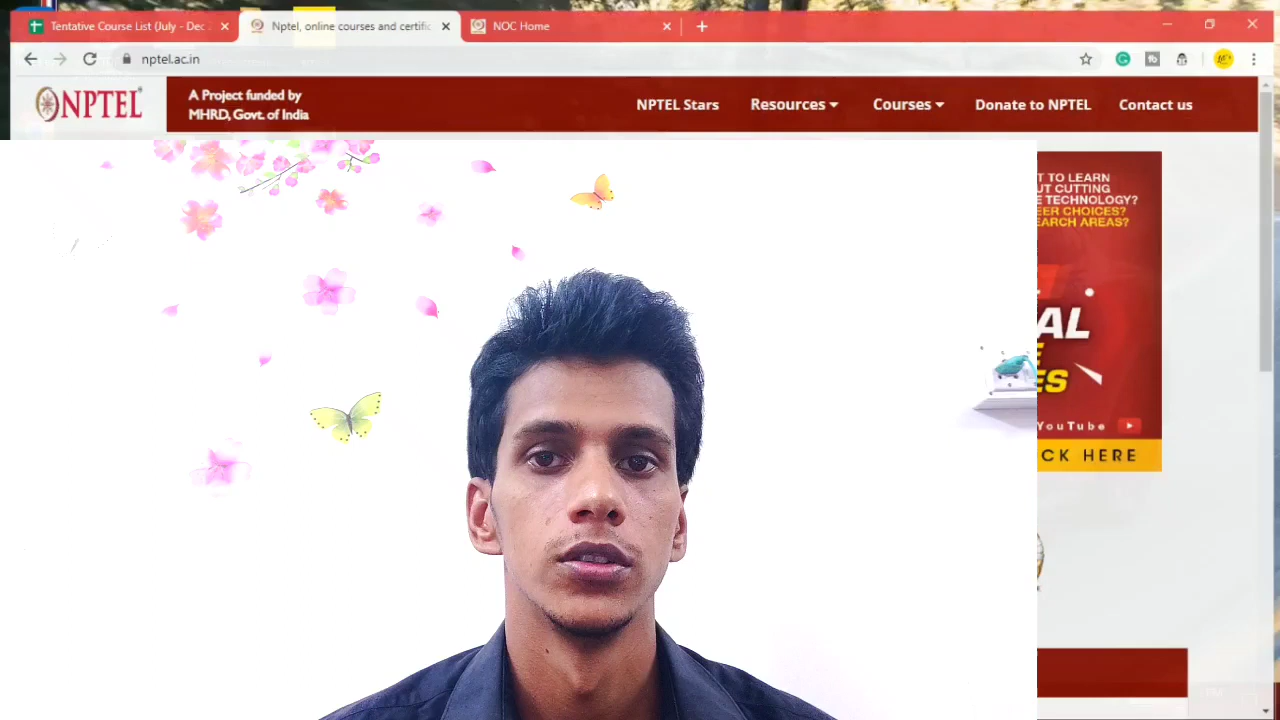 Tentative Course List (July - Dec
Nptel, online courses and certific
NOC Home
nptel.ac.in
NPTEL
A Project funded by
MHRD, Govt. of India
NPTEL Stars
Resources
Courses
Donate to NPTEL
Contact us
T TO LEARN
UT CUTTING
E TECHNOLOGY?
EER CHOICES?
EARCH AREAS?
AL
E
ES
YouTube
CK HERE